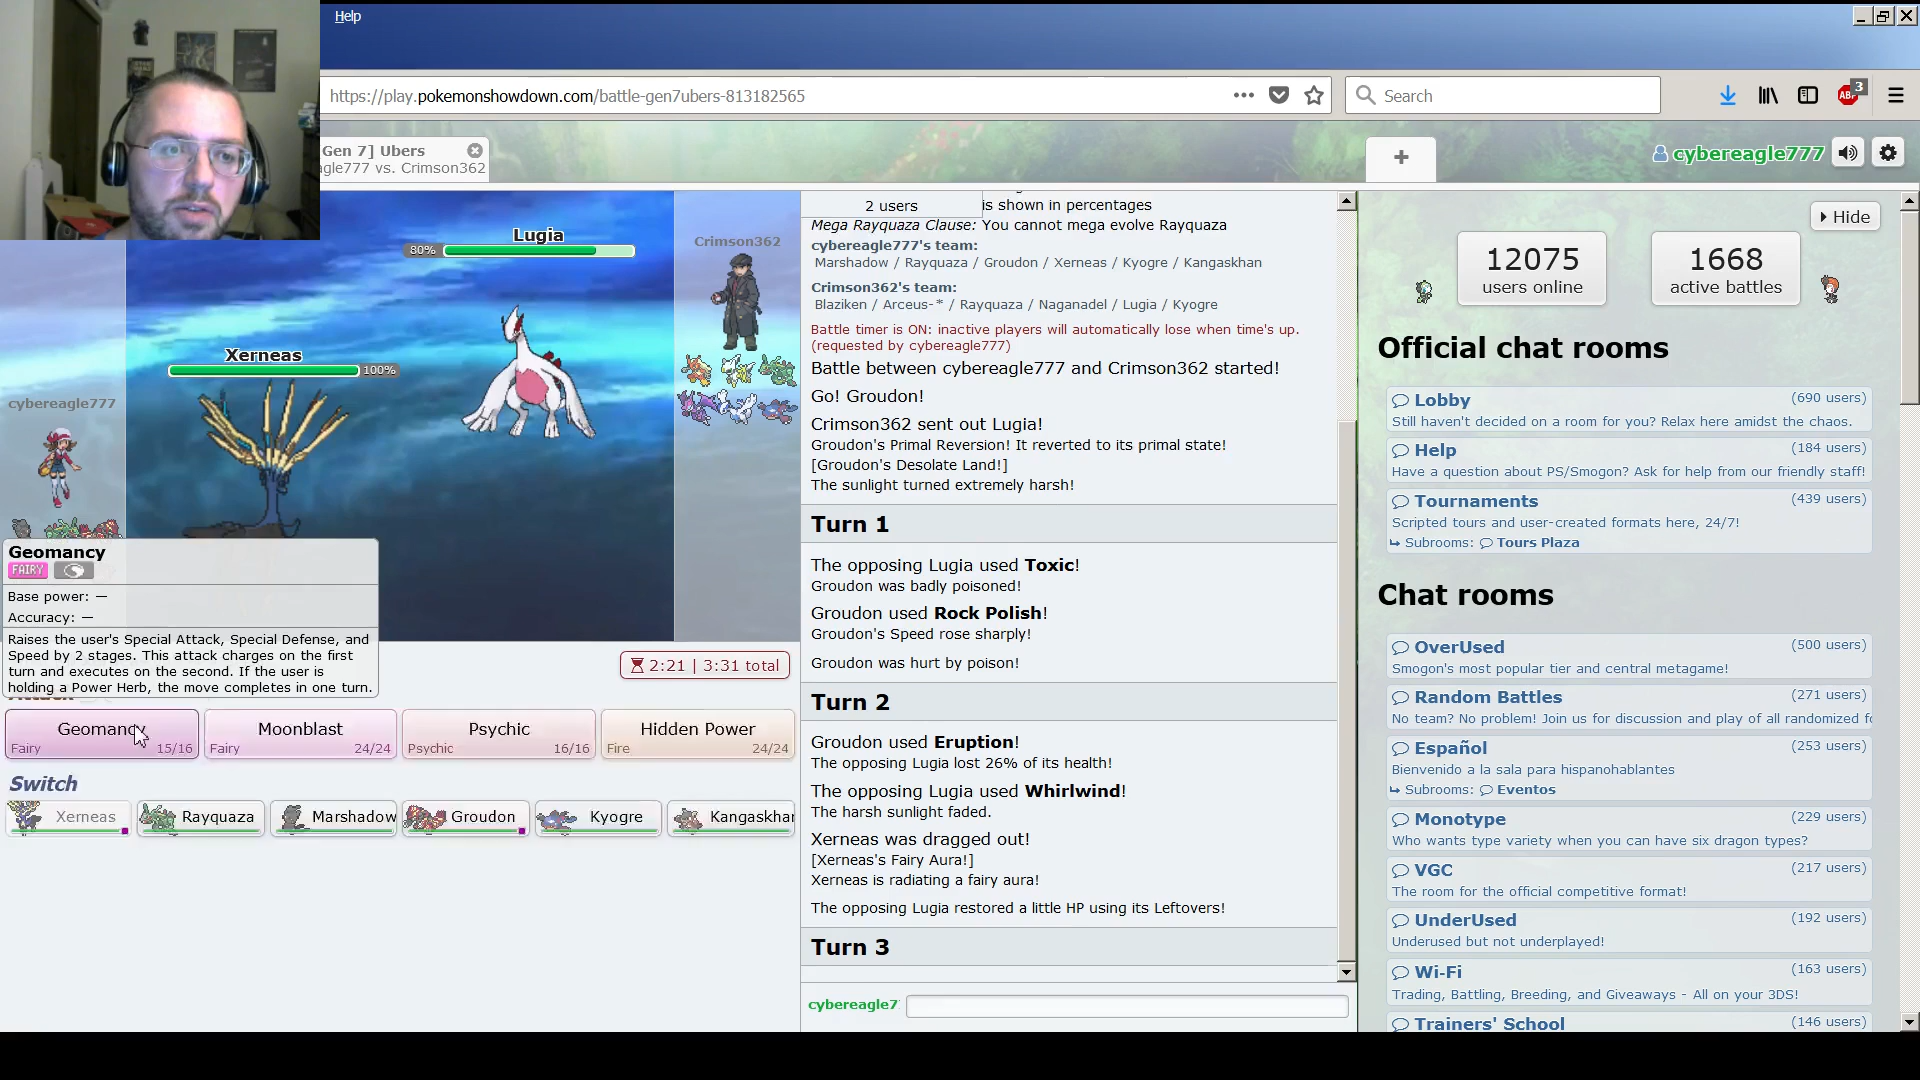 Help
https://play.pokemonshowdown.com/battle-gen7ubers-813182565
Search
ABP
3
Gen 7] Ubers
agle777 vs. Crimson362
+
cybereagle777
2 users
is shown in percentages
Mega Rayquaza Clause: You cannot mega evolve Rayquaza
cybereagle777's team:
Marshadow / Rayquaza / Groudon / Xerneas / Kyogre / Kangaskhan
Crimson362's team:
Blaziken / Arceus-* / Rayquaza / Naganadel / Lugia / Kyogre
Battle timer is ON: inactive players will automatically lose when time's up.
(requested by cybereagle777)
Battle between cybereagle777 and Crimson362 started!
Go! Groudon!
Crimson362 sent out Lugia!
Groudon's Primal Reversion! It reverted to its primal state!
[Groudon's Desolate Land!]
The sunlight turned extremely harsh!
Turn 1
The opposing Lugia used Toxic!
Groudon was badly poisoned!
Groudon used Rock Polish!
Groudon's Speed rose sharply!
Groudon was hurt by poison!
Turn 2
Groudon used Eruption!
The opposing Lugia lost 26% of its health!
The opposing Lugia used Whirlwind!
The harsh sunlight faded.
Xerneas was dragged out!
[Xerneas's Fairy Aura!]
Xerneas is radiating a fairy aura!
The opposing Lugia restored a little HP using its Leftovers!
Turn 3
cybereagle7
Lugia
80%
Crimson362
Xerneas
100%
cybereagle777
Geomancy
FAIRY
Base power: —
Accuracy: —
Raises the user's Special Attack, Special Defense, and
Speed by 2 stages. This attack charges on the first
turn and executes on the second. If the user is
holding a Power Herb, the move completes in one turn.
2:21 | 3:31 total
Geomancy
Fairy 15/16
Moonblast
Fairy 24/24
Psychic
Psychic 16/16
Hidden Power
Fire 24/24
Switch
Xerneas
Rayquaza
Marshadow
Groudon
Kyogre
Kangaskhan
Hide
12075
users online
1668
active battles
Official chat rooms
Lobby (690 users)
Still haven't decided on a room for you? Relax here amidst the chaos.
Help (184 users)
Have a question about PS/Smogon? Ask for help from our friendly staff!
Tournaments (439 users)
Scripted tours and user-created formats here, 24/7!
Subrooms: Tours Plaza
Chat rooms
OverUsed (500 users)
Smogon's most popular tier and central metagame!
Random Battles (271 users)
No team? No problem! Join us for discussion and play of all randomized fo
Español (253 users)
Bienvenido a la sala para hispanohablantes
Subrooms: Eventos
Monotype (229 users)
Who wants type variety when you can have six dragon types?
VGC (217 users)
The room for the official competitive format!
UnderUsed (192 users)
Underused but not underplayed!
Wi-Fi (163 users)
Trading, Battling, Breeding, and Giveaways - All on your 3DS!
Trainers' School (146 users)